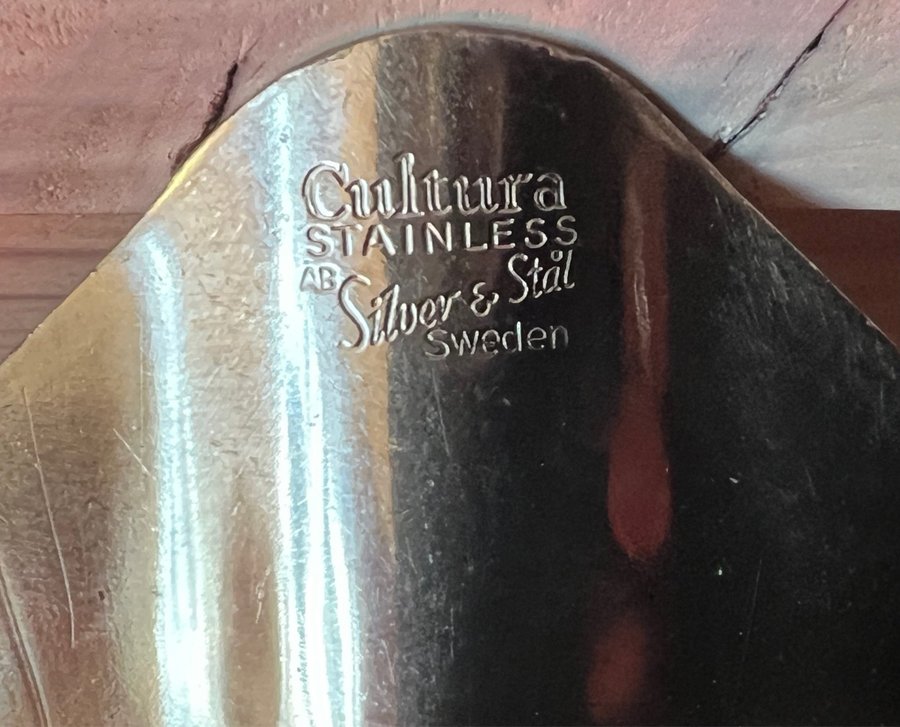 Cultura
STAINLESS
AB Silver & Stål
Sweden